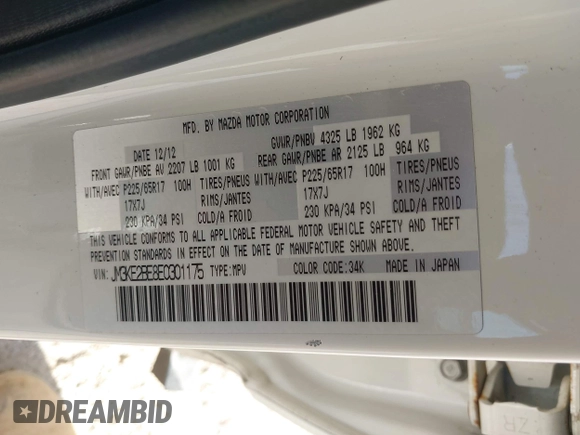 MFD. BY MAZDA MOTOR CORPORATION
DATE 12/12 GVWR/PNBV 4325 LB 1962 KG
FRONT GAWR/PNBE AV 2207 LB 1001 KG REAR GAWR/PNBE AR 2125 LB 964 KG
WITH/AVEC P225/65R17 100H TIRES/PNEUS WITH/AVEC P225/65R17 100H TIRES/PNEUS
17X7J RIMS/JANTES 17X7J RIMS/JANTES
230 KPA/34 PSI COLD/A FROID 230 KPA/34 PSI COLD/A FROID
THIS VEHICLE CONFORMS TO ALL APPLICABLE FEDERAL MOTOR VEHICLE SAFETY AND THEFT
PREVENTION STANDARDS IN EFFECT ON THE DATE OF MANUFACTURE SHOWN ABOVE.
VIN: JM3KE2BE8E0301175 TYPE:MPV COLOR CODE:34K MADE IN JAPAN
ZR
DREAMBID